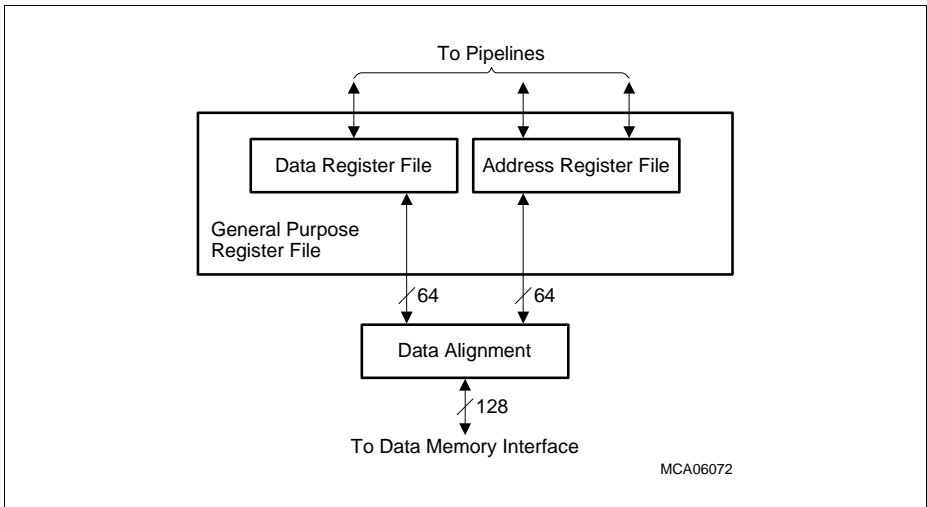 To Pipelines
Data Register File
Address Register File
General Purpose
Register File
64
64
Data Alignment
128
To Data Memory Interface
MCA06072